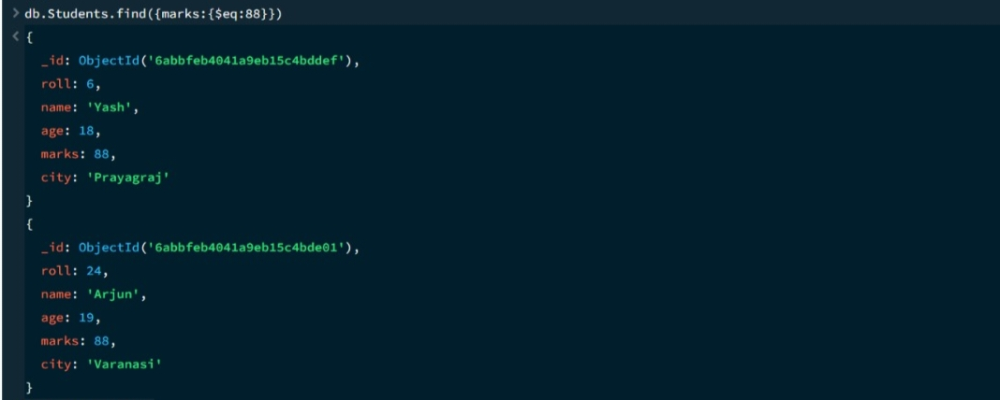 > db.Students.find({marks:{$eq:88}})
< {
_id: ObjectId('6abbfeb4041a9eb15c4bddef'),
roll: 6,
name: 'Yash',
age: 18,
marks: 88,
city: 'Prayagraj'
}
{
_id: ObjectId('6abbfeb4041a9eb15c4bde01'),
roll: 24,
name: 'Arjun',
age: 19,
marks: 88,
city: 'Varanasi'
}